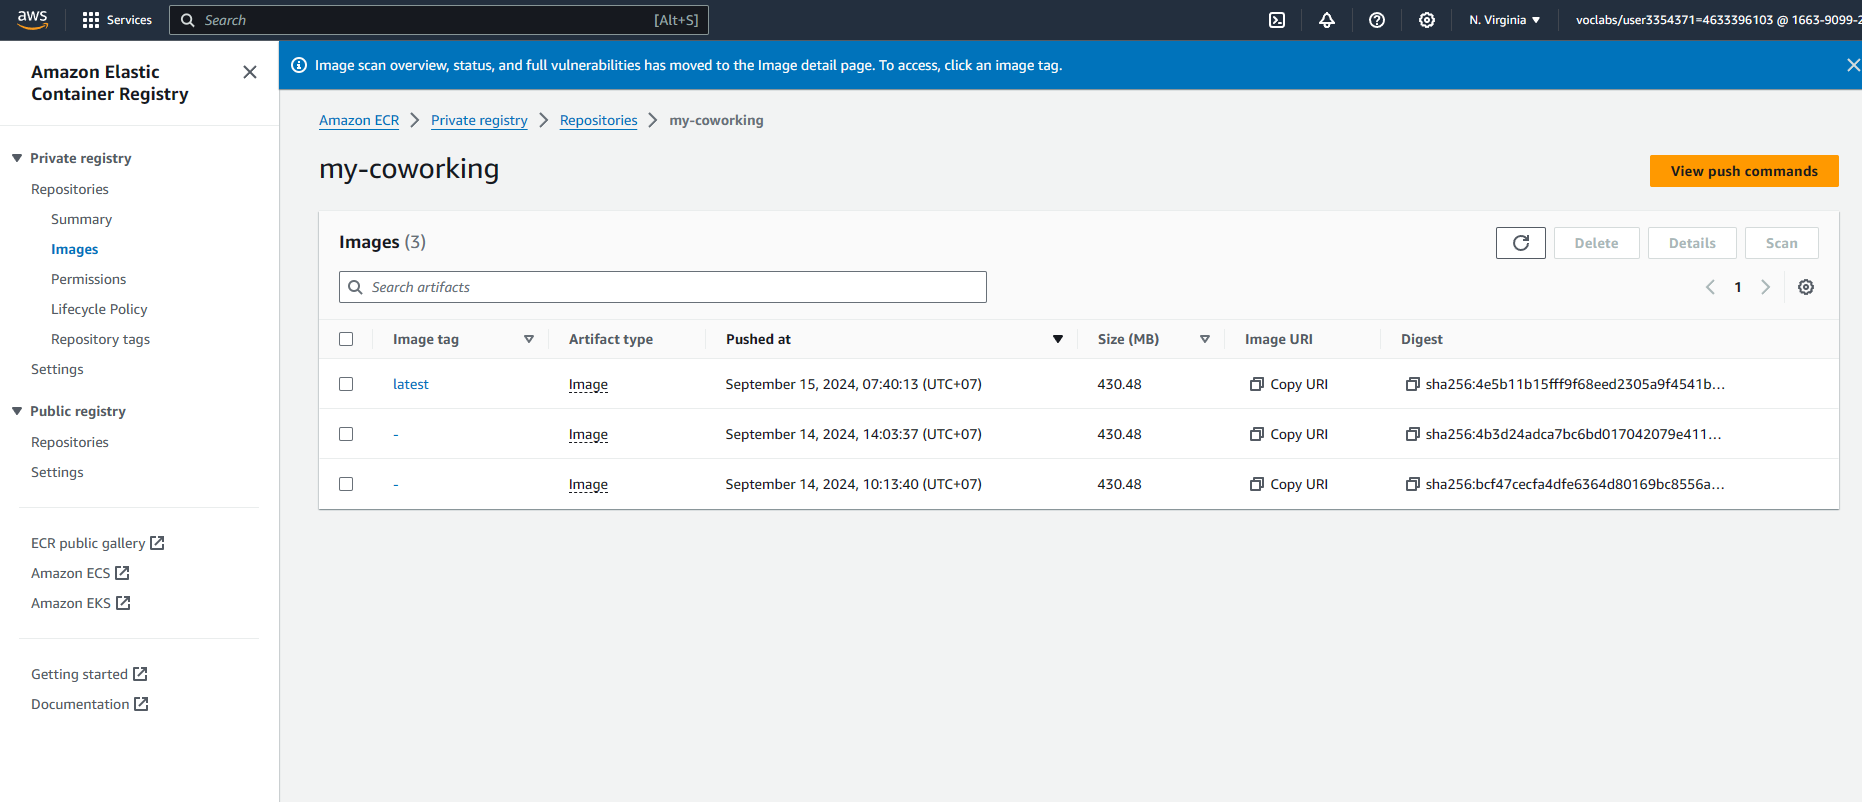 aws
Services
Search [Alt+S]
N. Virginia
voclabs/user3354371=4633396103 @ 1663-9099-2
Amazon Elastic
Container Registry
Image scan overview, status, and full vulnerabilities has moved to the Image detail page. To access, click an image tag.
Private registry
Repositories
Summary
Images
Permissions
Lifecycle Policy
Repository tags
Settings
Public registry
Repositories
Settings
ECR public gallery
Amazon ECS
Amazon EKS
Getting started
Documentation
Amazon ECR > Private registry > Repositories > my-coworking
my-coworking
View push commands
Images (3)
Delete Details Scan
Search artifacts
1
Image tag Artifact type Pushed at Size (MB) Image URI Digest
latest Image September 15, 2024, 07:40:13 (UTC+07) 430.48 Copy URI sha256:4e5b11b15fff9f68eed2305a9f4541b...
- Image September 14, 2024, 14:03:37 (UTC+07) 430.48 Copy URI sha256:4b3d24adca7bc6bd017042079e411...
- Image September 14, 2024, 10:13:40 (UTC+07) 430.48 Copy URI sha256:bcf47cecfa4dfe6364d80169bc8556a...